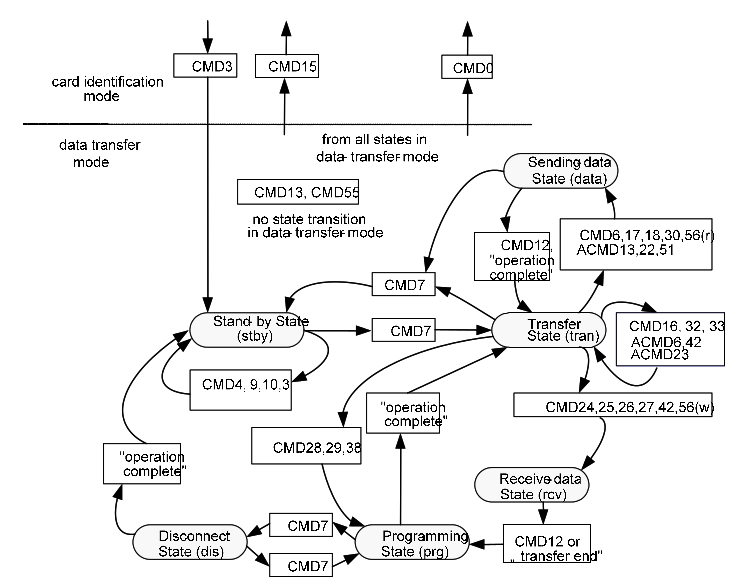 CMD3
CMD15
CMD0
card identification
mode
data transfer
mode
from all states in
data-transfer-mode
Sending-data
State (data)
CMD13, CMD55
no state transition
in data-transfer-mode
CMD12,
"operation
complete"
CMD6,17,18,30,56(r)
ACMD13,22,51
CMD7
Stand-by State
(stby)
CMD7
Transfer
State (tran)
CMD16, 32, 33
ACMD6,42
ACMD23
CMD4, 9,10,3
"operation
complete"
CMD24,25,26,27,42,56(w)
CMD28,29,38
"operation
complete"
Receive-data
State (rcv)
Disconnect
State (dis)
CMD7
CMD7
Programming
State (prg)
CMD12 or
„ transfer end"